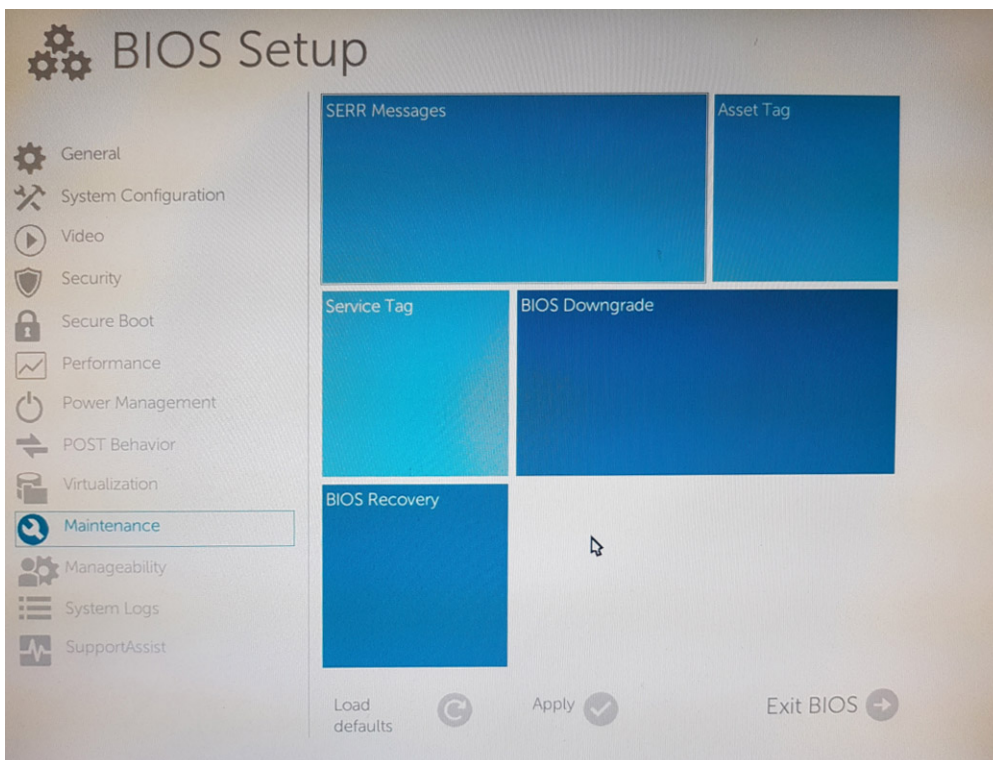 BIOS Setup
General
System Configuration
Video
Security
Secure Boot
Performance
Power Management
POST Behavior
Virtualization
Maintenance
Manageability
System Logs
SupportAssist
SERR Messages
Asset Tag
Service Tag
BIOS Downgrade
BIOS Recovery
Load
defaults
Apply
Exit BIOS